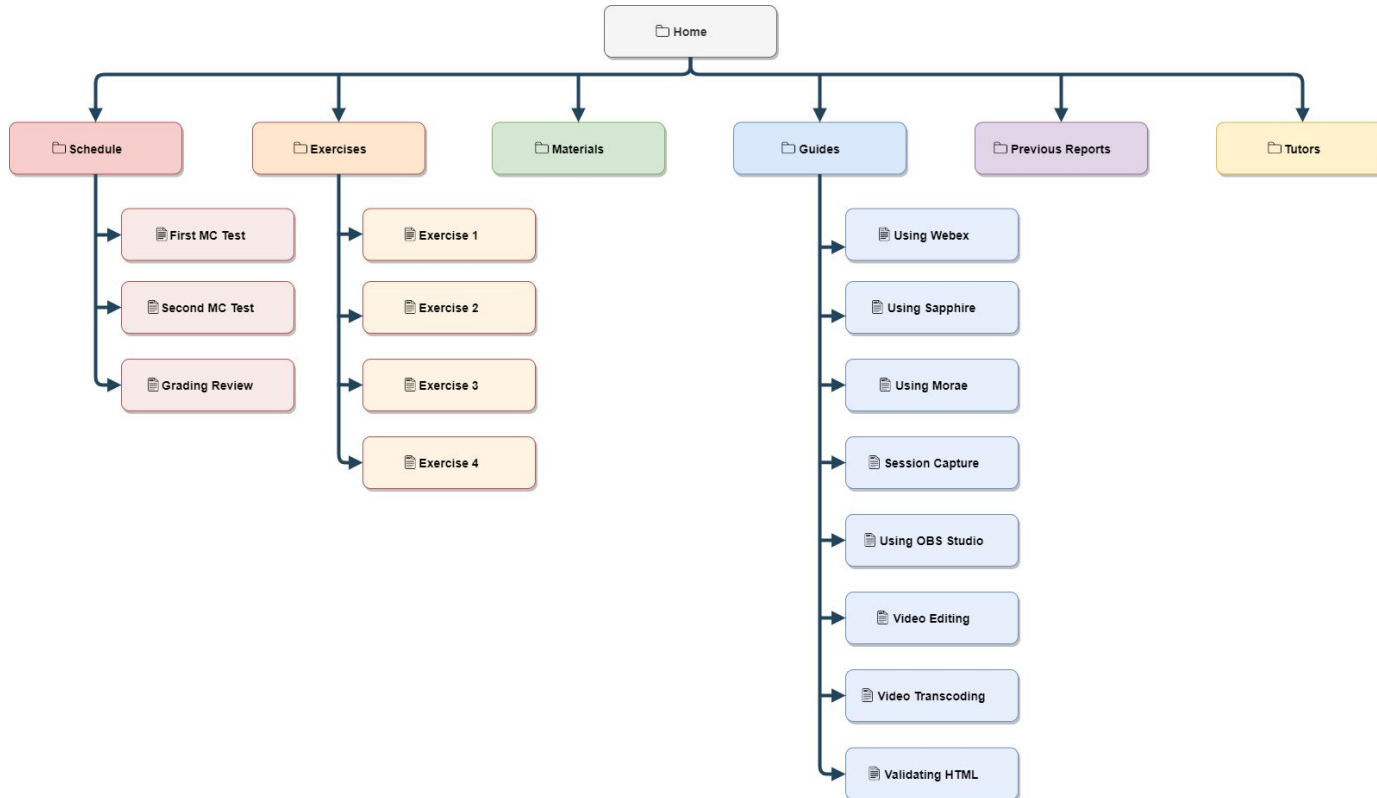 Home
Schedule
Exercises
Materials
Guides
Previous Reports
Tutors
First MC Test
Second MC Test
Grading Review
Exercise 1
Exercise 2
Exercise 3
Exercise 4
Using Webex
Using Sapphire
Using Morae
Session Capture
Using OBS Studio
Video Editing
Video Transcoding
Validating HTML